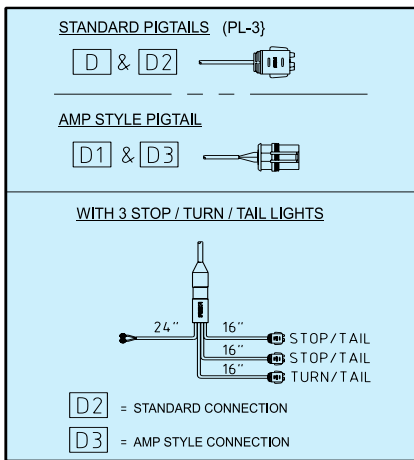 STANDARD PIGTAILS (PL-3}
D & D2
AMP STYLE PIGTAIL
D1 & D3
WITH 3 STOP / TURN / TAIL LIGHTS
24" 16" STOP/TAIL
16" STOP/TAIL
16" TURN/TAIL
D2 = STANDARD CONNECTION
D3 = AMP STYLE CONNECTION